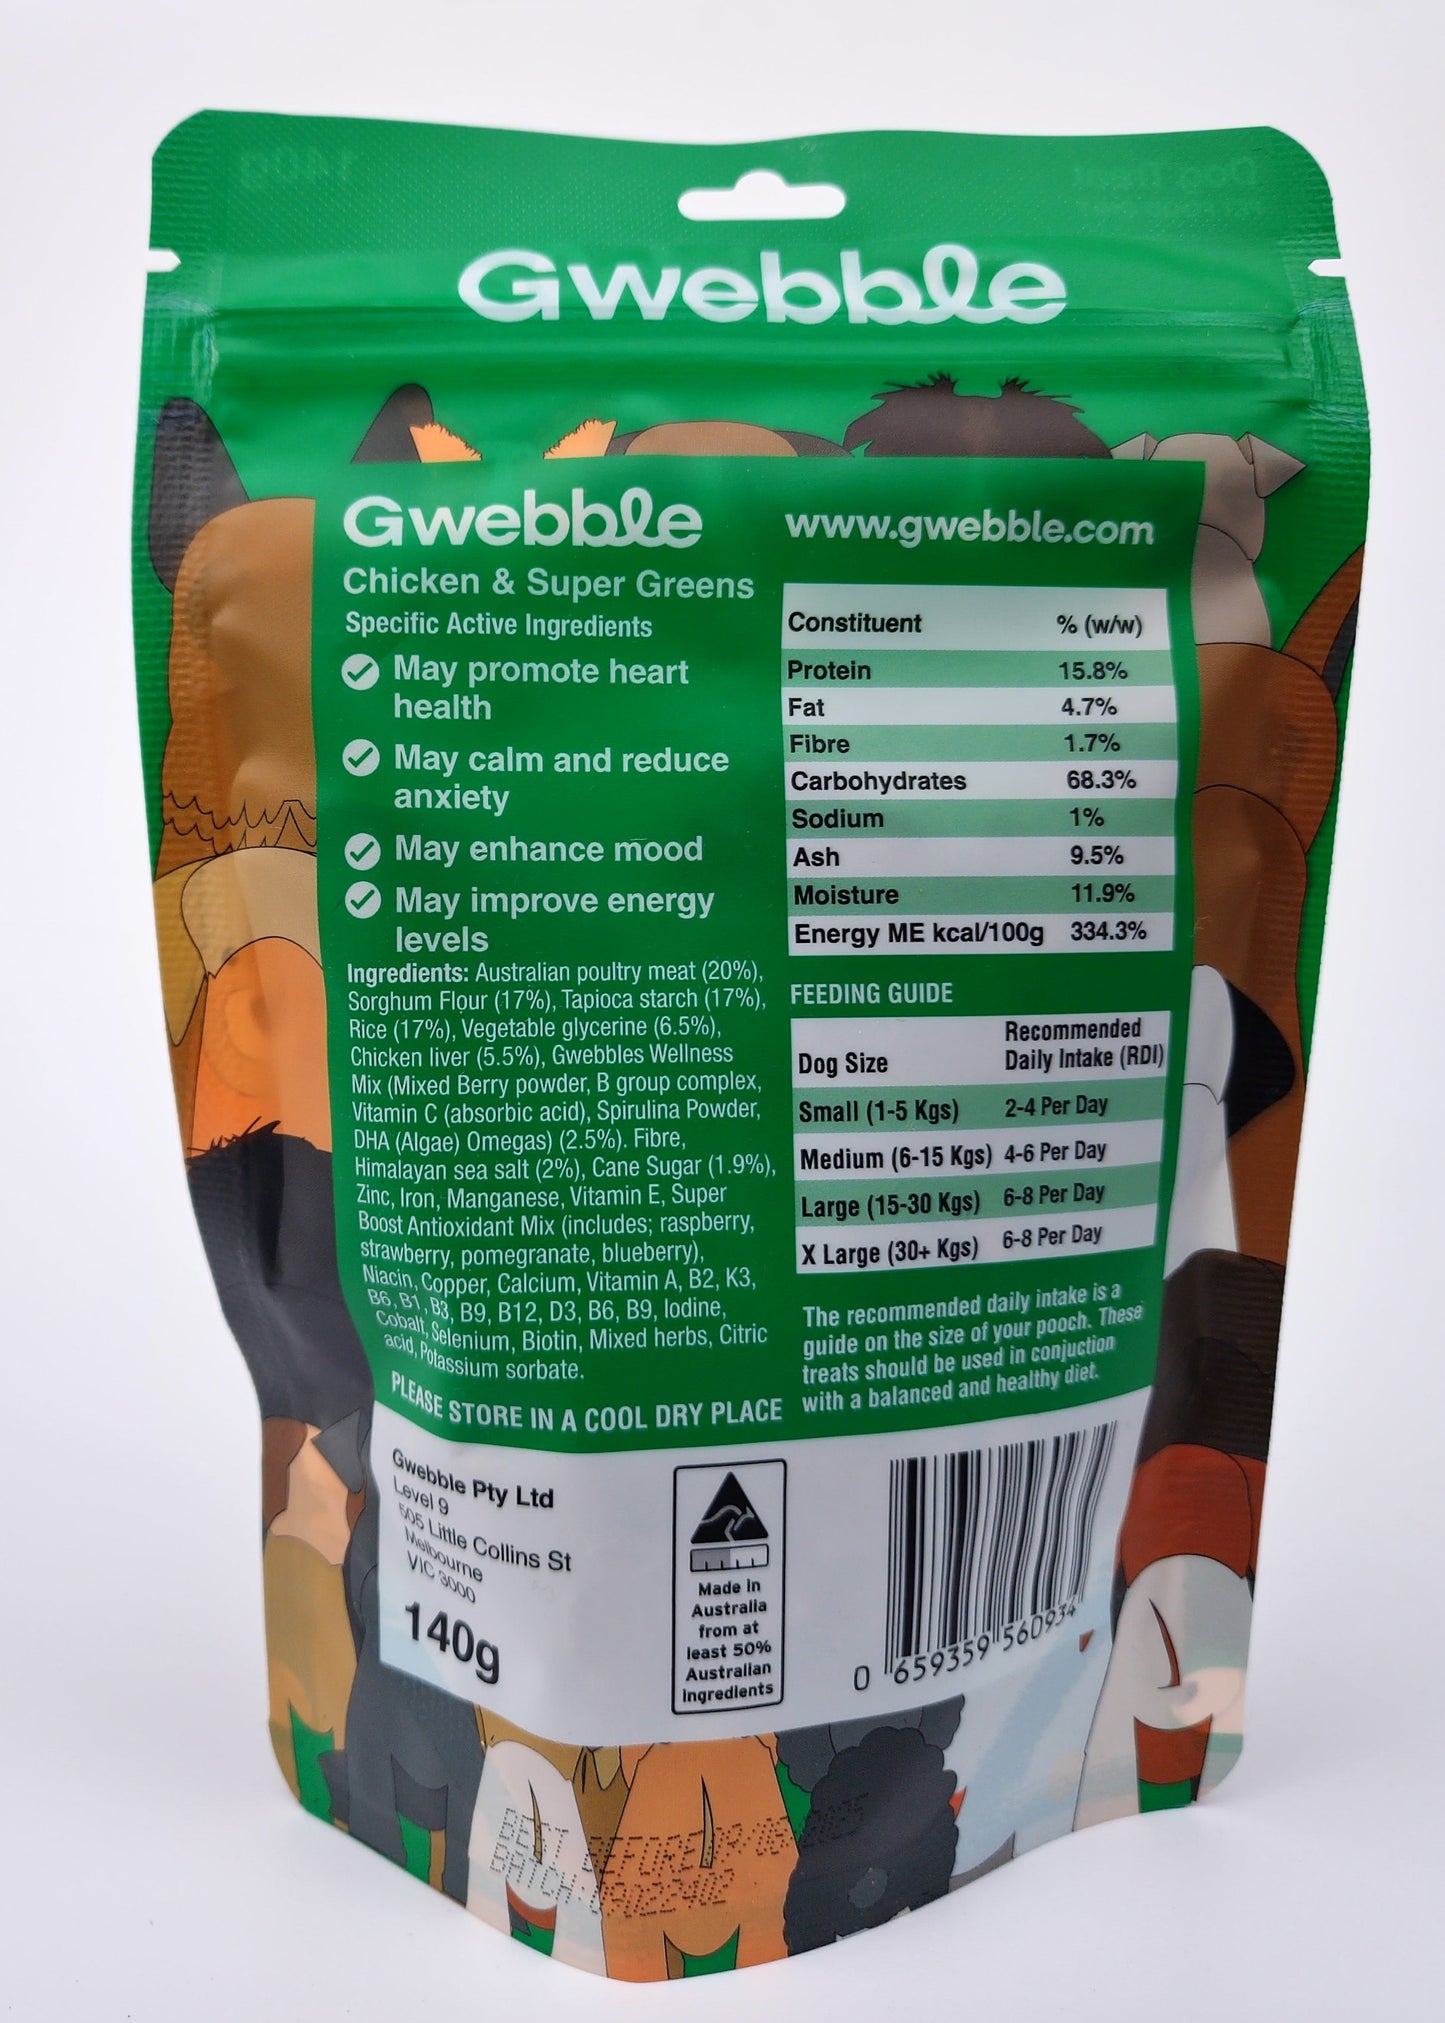 Gwebble
Gwebble
Chicken & Super Greens
Specific Active Ingredients
May promote heart
health
May calm and reduce
anxiety
May enhance mood
May improve energy
levels
Ingredients: Australian poultry meat (20%),
Sorghum Flour (17%), Tapioca starch (17%),
Rice (17%), Vegetable glycerine (6.5%),
Chicken liver (5.5%), Gwebbles Wellness
Mix (Mixed Berry powder, B group complex,
Vitamin C (absorbic acid), Spirulina Powder,
DHA (Algae) Omegas) (2.5%). Fibre,
Himalayan sea salt (2%), Cane Sugar (1.9%),
Zinc, Iron, Manganese, Vitamin E, Super
Boost Antioxidant Mix (includes; raspberry,
strawberry, pomegranate, blueberry),
Niacin, Copper, Calcium, Vitamin A, B2, K3,
B6, B1, B3, B9, B12, D3, B6, B9, Iodine,
Cobalt, Selenium, Biotin, Mixed herbs, Citric
acid, Potassium sorbate.
PLEASE STORE IN A COOL DRY PLACE
www.gwebble.com
Constituent % (w/w)
Protein 15.8%
Fat 4.7%
Fibre 1.7%
Carbohydrates 68.3%
Sodium 1%
Ash 9.5%
Moisture 11.9%
Energy ME kcal/100g 334.3%
FEEDING GUIDE
Dog Size Recommended
Daily Intake (RDI)
Small (1-5 Kgs) 2-4 Per Day
Medium (6-15 Kgs) 4-6 Per Day
Large (15-30 Kgs) 6-8 Per Day
X Large (30+ Kgs) 6-8 Per Day
The recommended daily intake is a
guide on the size of your pooch. These
treats should be used in conjuction
with a balanced and healthy diet.
Gwebble Pty Ltd
Level 9
505 Little Collins St
Melbourne
VIC 3000
140g
Made in
Australia
from at
least 50%
Australian
ingredients
0 659359 560934
BEST BEFORE
BATCH